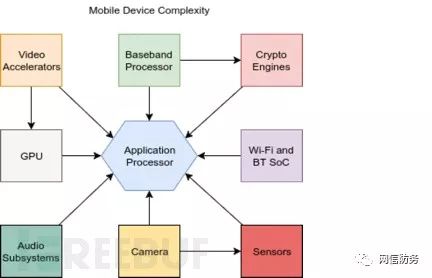 Mobile Device Complexity
Video
Accelerators
Baseband
Processor
Crypto
Engines
GPU
Application
Processor
Wi-Fi and
BT SoC
Audio
Subsystems
Camera
Sensors
REEBUF
网信防务